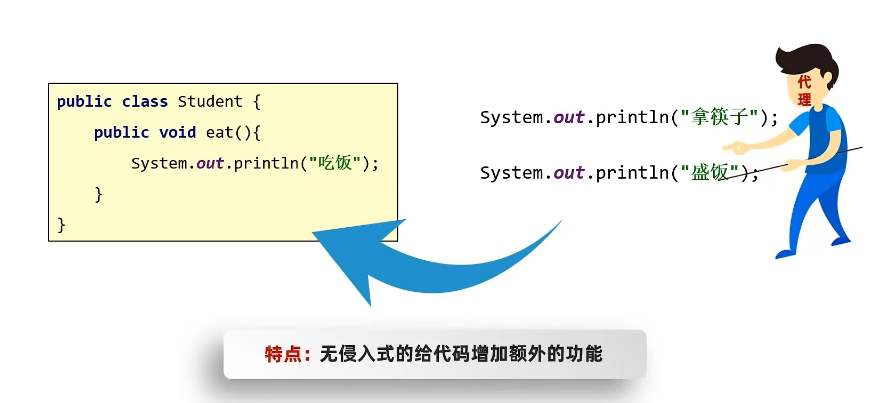 public class Student {
public void eat(){
System.out.println("吃饭");
}
}
System.out.println("拿筷子");
System.out.println("盛饭");
代
理
特点：无侵入式的给代码增加额外的功能